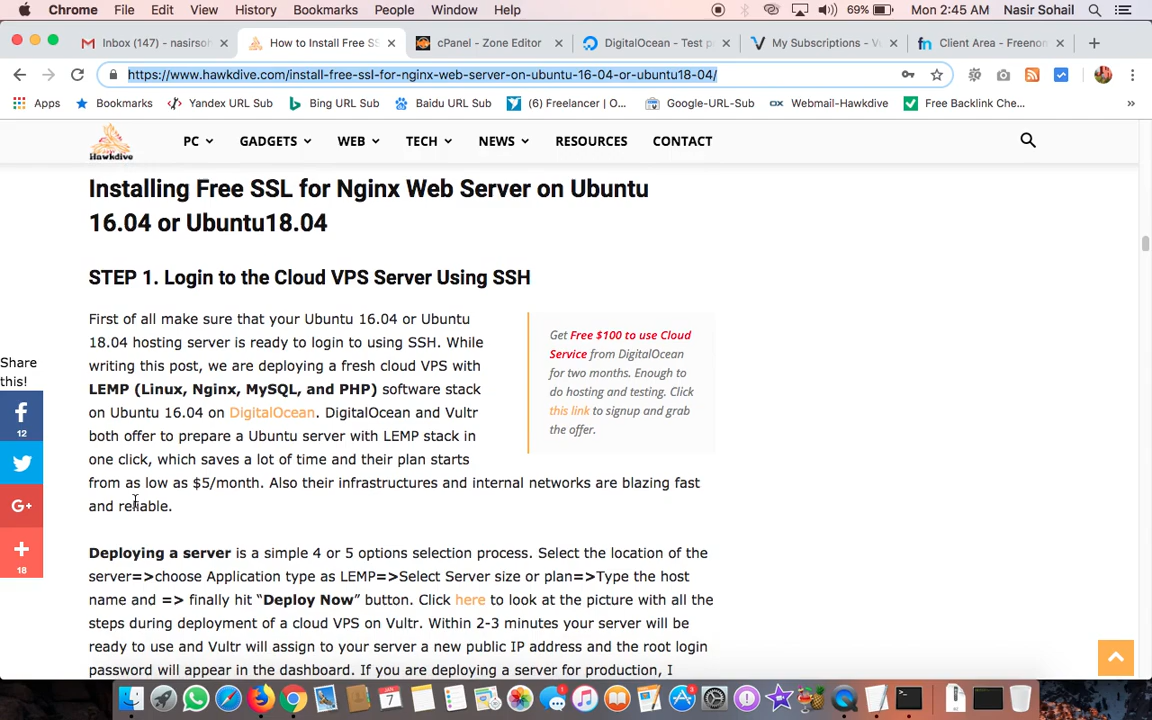 Chrome File Edit View History Bookmarks People Window Help 69% Mon 2:45 AM Nasir Sohail
Inbox (147) - nasirsoh
How to Install Free SS
cPanel - Zone Editor
DigitalOcean - Test p
My Subscriptions - Vu
Client Area - Freenom
https://www.hawkdive.com/install-free-ssl-for-nginx-web-server-on-ubuntu-16-04-or-ubuntu18-04/
Apps Bookmarks Yandex URL Sub Bing URL Sub Baidu URL Sub (6) Freelancer | O... Google-URL-Sub Webmail-Hawkdive Free Backlink Che... »
Hawkdive
PC GADGETS WEB TECH NEWS RESOURCES CONTACT
Installing Free SSL for Nginx Web Server on Ubuntu
16.04 or Ubuntu18.04
STEP 1. Login to the Cloud VPS Server Using SSH
First of all make sure that your Ubuntu 16.04 or Ubuntu
18.04 hosting server is ready to login to using SSH. While
writing this post, we are deploying a fresh cloud VPS with
LEMP (Linux, Nginx, MySQL, and PHP) software stack
on Ubuntu 16.04 on DigitalOcean. DigitalOcean and Vultr
both offer to prepare a Ubuntu server with LEMP stack in
one click, which saves a lot of time and their plan starts
from as low as $5/month. Also their infrastructures and internal networks are blazing fast
and reliable.
Get Free $100 to use Cloud
Service from DigitalOcean
for two months. Enough to
do hosting and testing. Click
this link to signup and grab
the offer.
Share
this!
12
G+
18
Deploying a server is a simple 4 or 5 options selection process. Select the location of the
server=>choose Application type as LEMP=>Select Server size or plan=>Type the host
name and => finally hit “Deploy Now” button. Click here to look at the picture with all the
steps during deployment of a cloud VPS on Vultr. Within 2-3 minutes your server will be
ready to use and Vultr will assign to your server a new public IP address and the root login
password will appear in the dashboard. If you are deploying a server for production, I